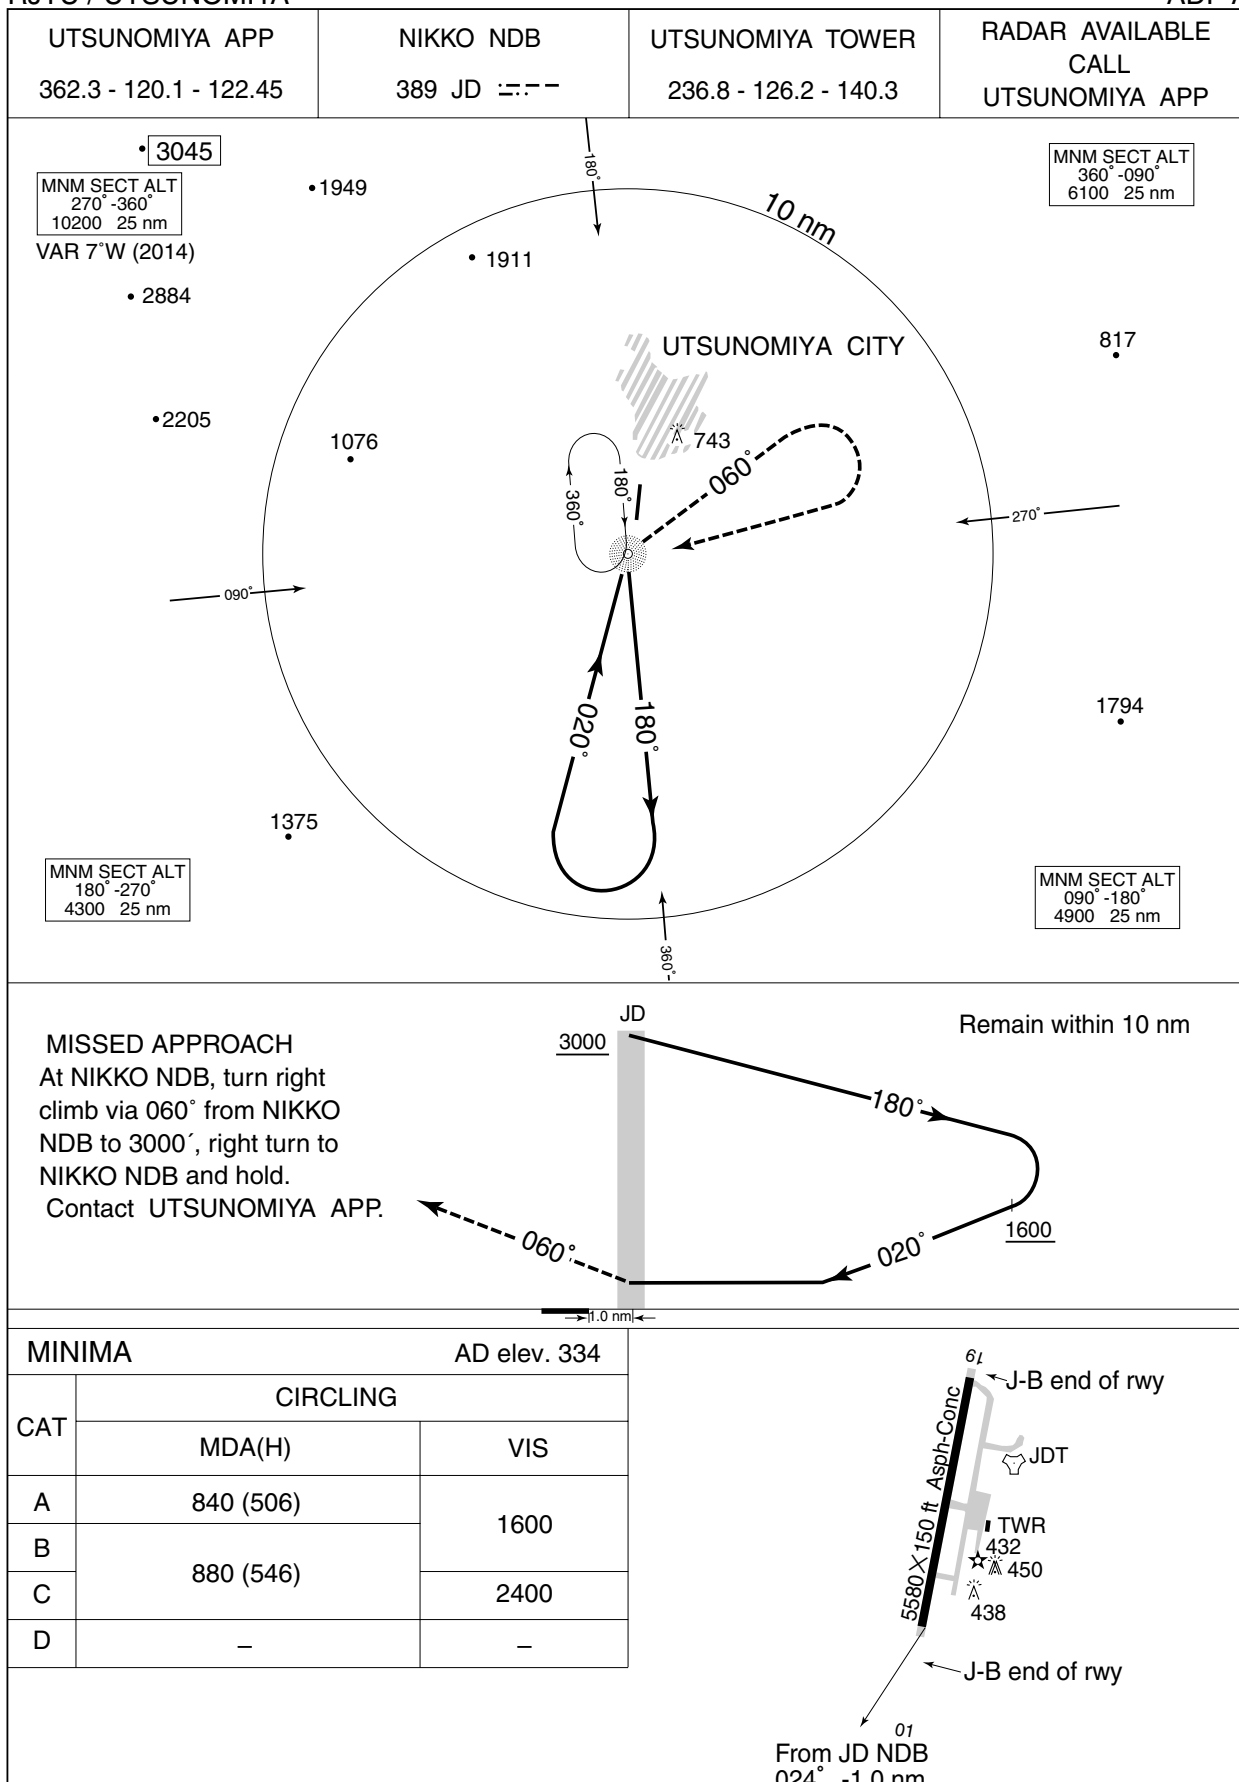 UTSUNOMIYA APP
362.3 - 120.1 - 122.45
NIKKO NDB
389 JD
UTSUNOMIYA TOWER
236.8 - 126.2 - 140.3
RADAR AVAILABLE
CALL
UTSUNOMIYA APP
3045
MNM SECT ALT
270° -360°
10200 25 nm
VAR 7°W (2014)
1949
180°
10 nm
MNM SECT ALT
360° -090°
6100 25 nm
1911
2884
UTSUNOMIYA CITY
817
2205
1076
743
060°
360°
180°
270°
090°
020°
180°
1794
1375
MNM SECT ALT
180° -270°
4300 25 nm
MNM SECT ALT
090° -180°
4900 25 nm
360°
MISSED APPROACH
At NIKKO NDB, turn right
climb via 060° from NIKKO
NDB to 3000´, right turn to
NIKKO NDB and hold.
Contact UTSUNOMIYA APP.
JD
3000
Remain within 10 nm
180°
1600
020°
060°
1.0 nm
MINIMA
AD elev. 334
CAT
CIRCLING
MDA(H)
VIS
A
840 (506)
1600
B
880 (546)
C
2400
D
–
–
19
J-B end of rwy
5580×150 ft Asph-Conc
JDT
TWR
432
450
438
J-B end of rwy
01
From JD NDB
024° -1.0 nm